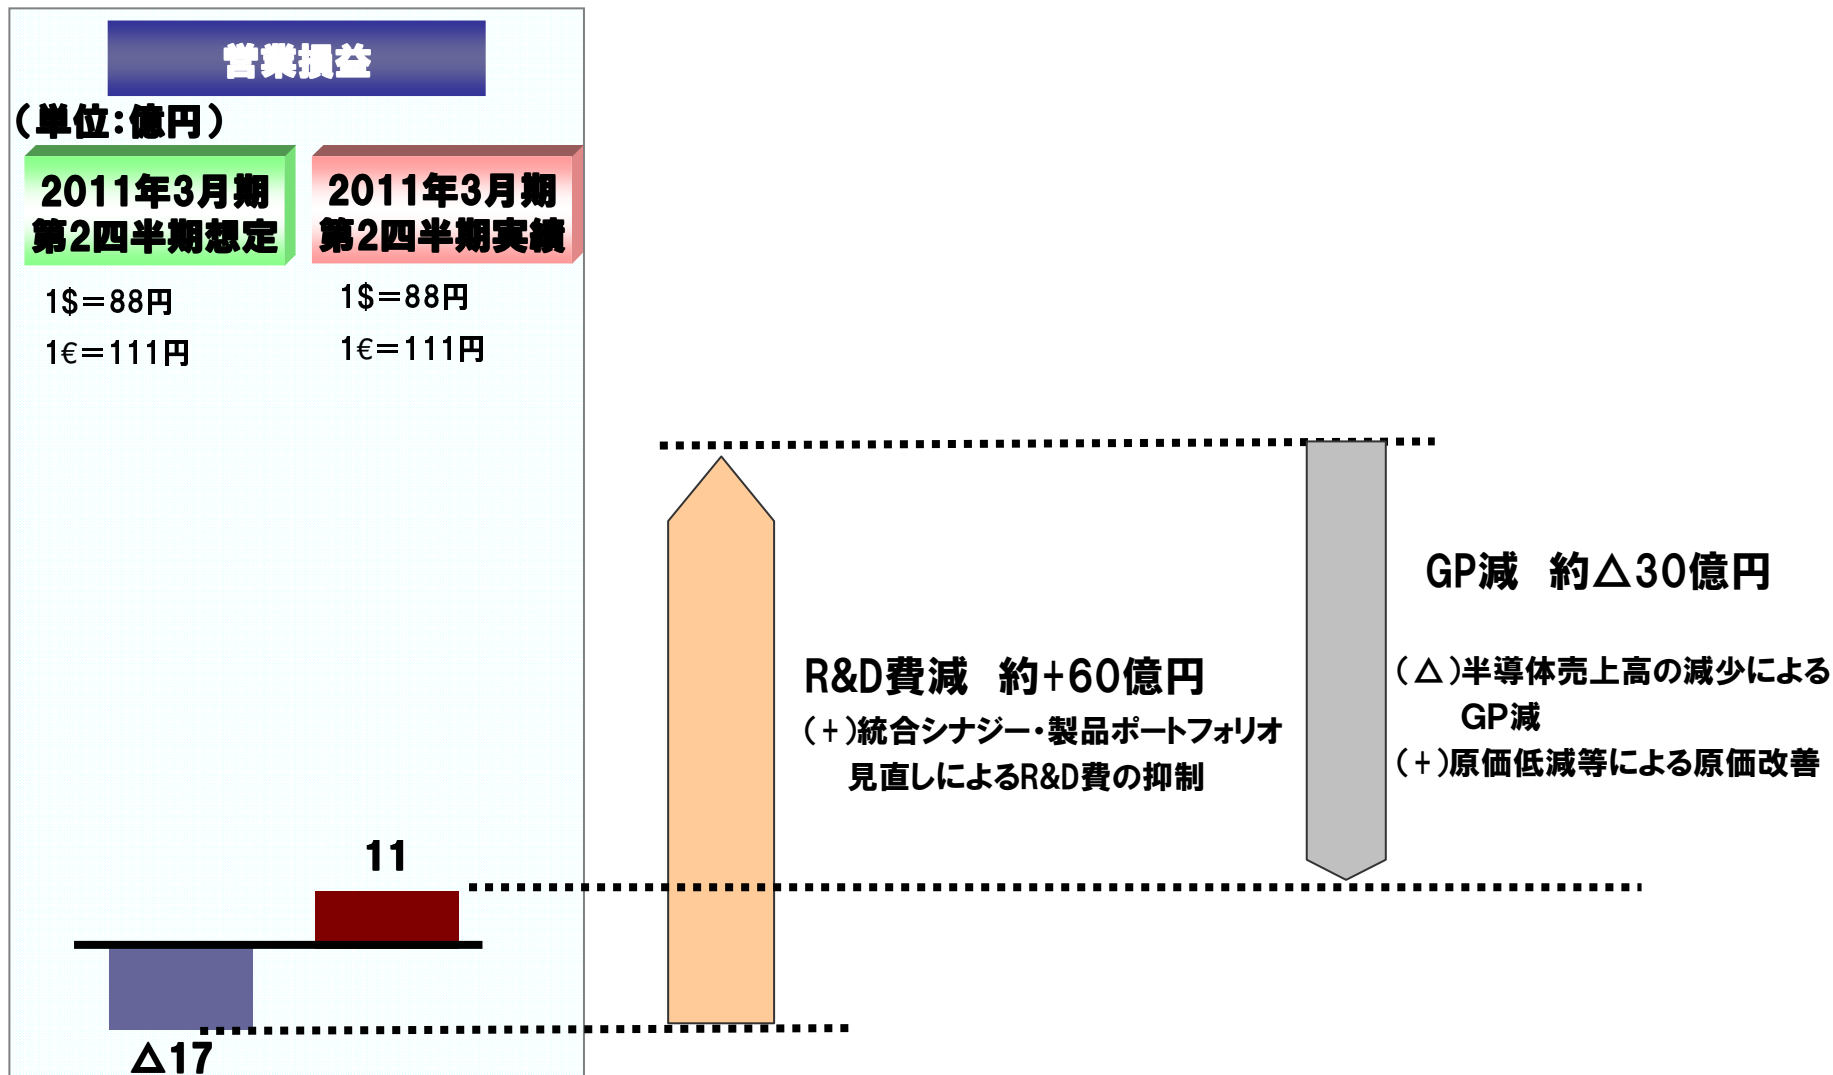 営業損益
(単位:億円)
2011年3月期
第2四半期想定
2011年3月期
第2四半期実績
1$=88円
1€=111円
1$=88円
1€=111円
11
△17
R&D費減 約+60億円
(+)統合シナジー・製品ポートフォリオ
見直しによるR&D費の抑制
GP減 約△30億円
(△)半導体売上高の減少による
GP減
(+)原価低減等による原価改善